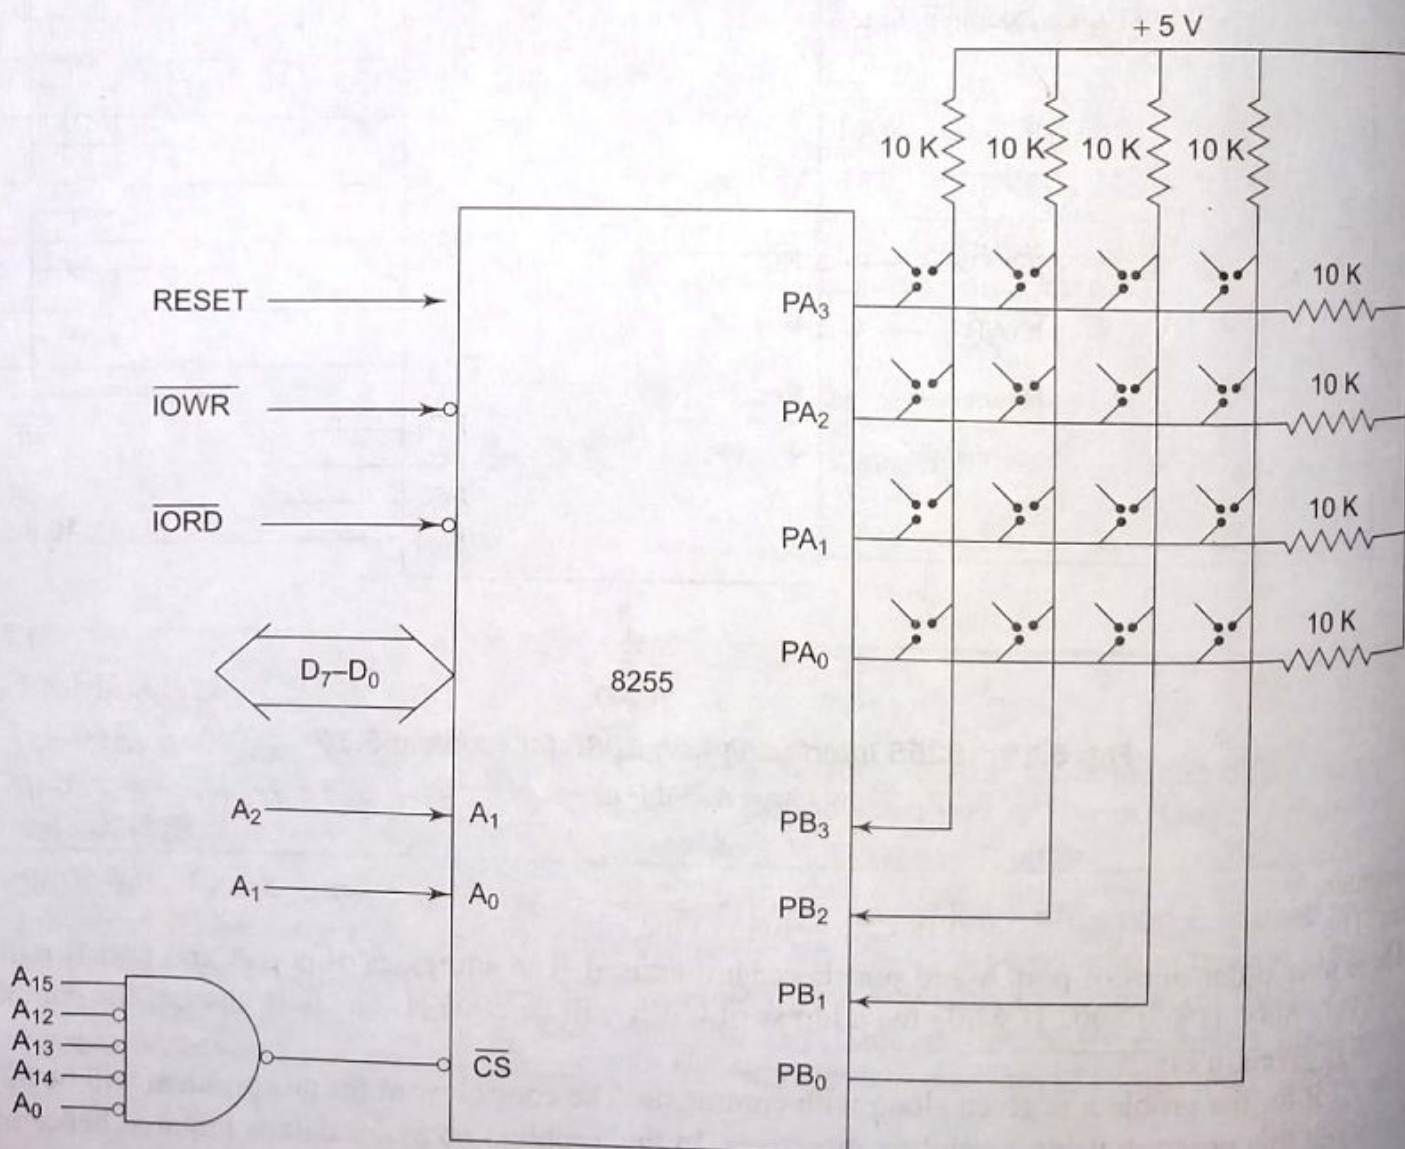 + 5 V
10 K 10 K 10 K 10 K
RESET
PA3
10 K
IOWR
PA2
10 K
IORD
PA1
10 K
D7–D0
8255
PA0
10 K
A2
A1
PB3
A1
A0
PB2
A15
A12
A13
A14
A0
CS
PB1
PB0